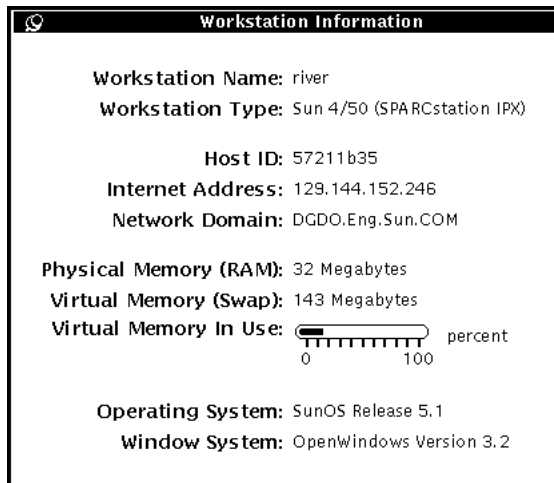 Workstation Information
Workstation Name: river
Workstation Type: Sun 4/50 (SPARCstation IPX)
Host ID: 57211b35
Internet Address: 129.144.152.246
Network Domain: DGDO.Eng.Sun.COM
Physical Memory (RAM): 32 Megabytes
Virtual Memory (Swap): 143 Megabytes
Virtual Memory In Use: percent
0 100
Operating System: SunOS Release 5.1
Window System: OpenWindows Version 3.2